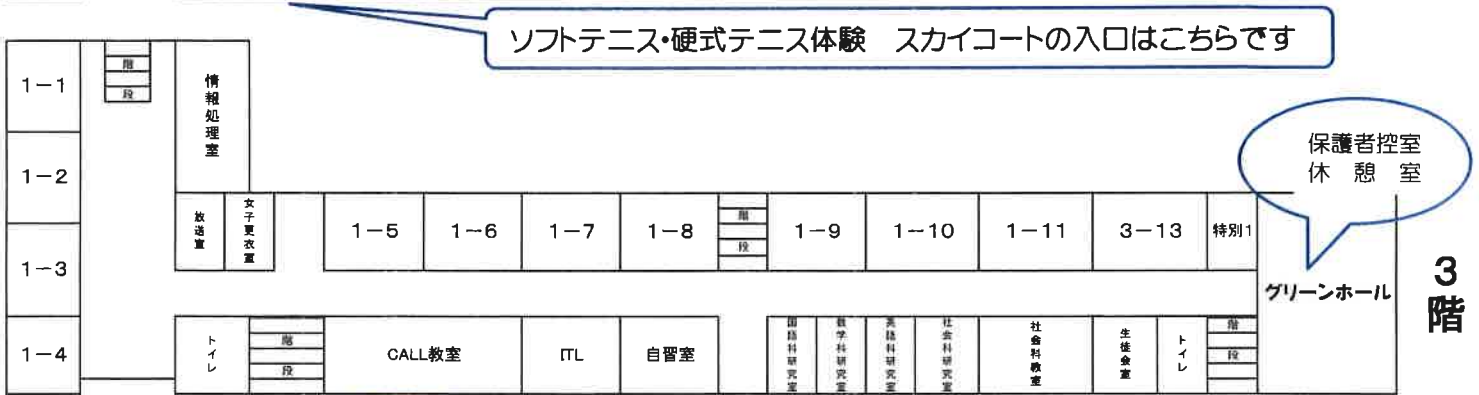 ソフトテニス・硬式テニス体験　スカイコートの入口はこちらです
保護者控室
休　憩　室
1－1
階
段
情報処理室
1－2
放送室
女子更衣室
1－5
1－6
1－7
1－8
階
段
1－9
1－10
1－11
3－13
特別1
1－3
グリーンホール
3階
1－4
トイレ
階
段
CALL教室
ITL
自習室
国語科研究室
数学科研究室
英語科研究室
社会科研究室
社会科教室
生徒会室
トイレ
階
段